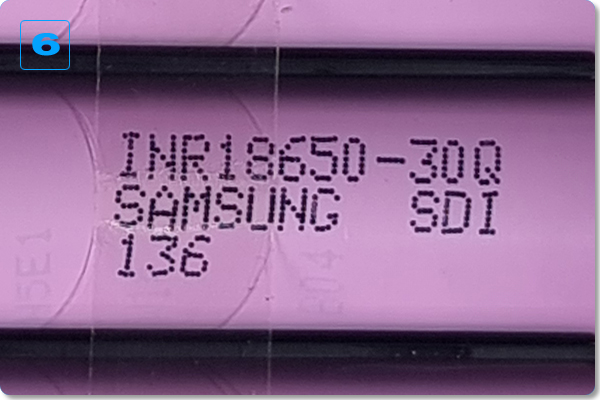 6
INR18650-30Q
SAMSUNG SDI
136